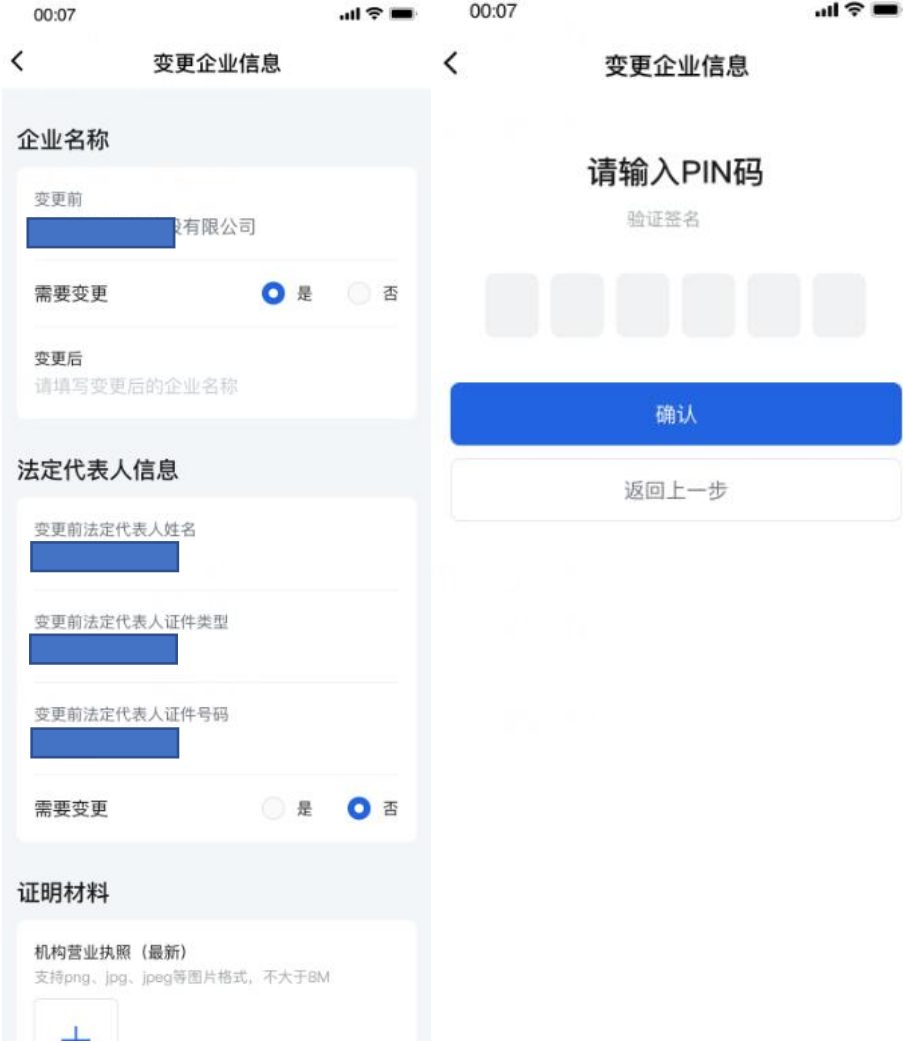 00:07
变更企业信息
企业名称
变更前
有限公司
需要变更
是
否
变更后
请填写变更后的企业名称
法定代表人信息
变更前法定代表人姓名
变更前法定代表人证件类型
变更前法定代表人证件号码
需要变更
是
否
证明材料
机构营业执照（最新）
支持png、jpg、jpeg等图片格式，不大于8M
00:07
变更企业信息
请输入PIN码
验证签名
确认
返回上一步